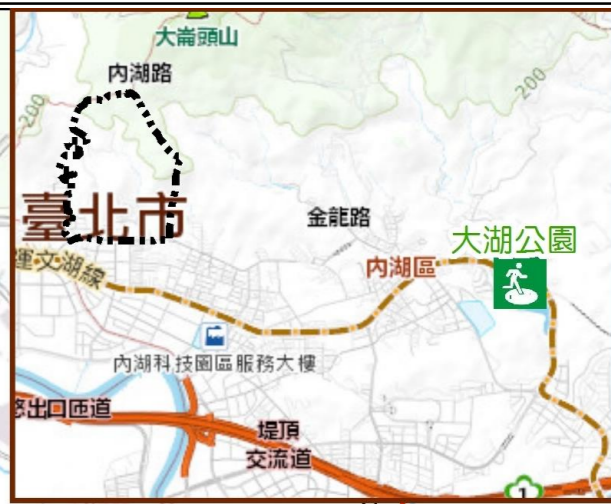 大崙頭山
內湖路
200
200
臺北市
金龍路
大湖公園
內湖區
運文湖線
內湖科技園區服務大樓
出口匝道
堤頂
交流道
1